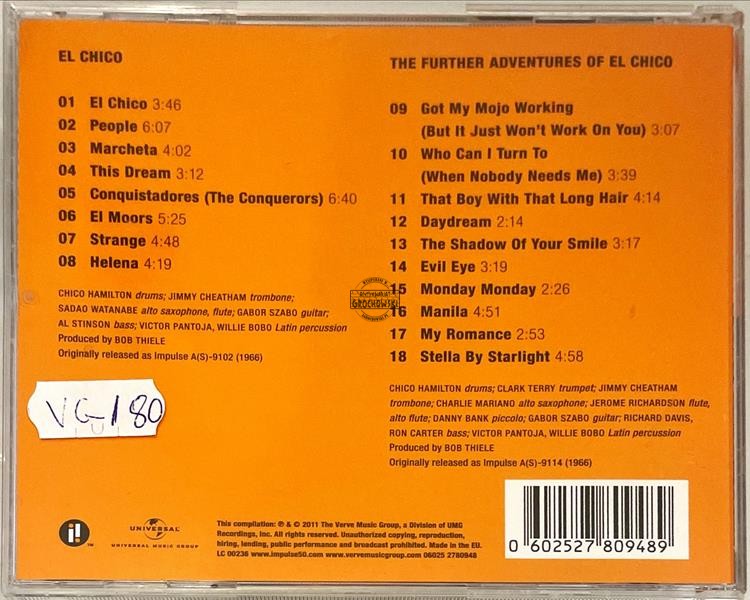 EL CHICO
01 El Chico 3:46
02 People 6:07
03 Marcheta 4:02
04 This Dream 3:12
05 Conquistadores (The Conquerors) 6:40
06 El Moors 5:25
07 Strange 4:48
08 Helena 4:19
CHICO HAMILTON drums; JIMMY CHEATHAM trombone;
SADAO WATANABE alto saxophone, flute; GABOR SZABO guitar;
AL STINSON bass; VICTOR PANTOJA, WILLIE BOBO Latin percussion
Produced by BOB THIELE
Originally released as Impulse A(S)-9102 (1966)
VG/80
THE FURTHER ADVENTURES OF EL CHICO
09 Got My Mojo Working
(But It Just Won't Work On You) 3:07
10 Who Can I Turn To
(When Nobody Needs Me) 3:39
11 That Boy With That Long Hair 4:14
12 Daydream 2:14
13 The Shadow Of Your Smile 3:17
14 Evil Eye 3:19
15 Monday Monday 2:26
16 Manila 4:51
17 My Romance 2:53
18 Stella By Starlight 4:58
CHICO HAMILTON drums; CLARK TERRY trumpet; JIMMY CHEATHAM
trombone; CHARLIE MARIANO alto saxophone; JEROME RICHARDSON flute,
alto flute; DANNY BANK piccolo; GABOR SZABO guitar; RICHARD DAVIS,
RON CARTER bass; VICTOR PANTOJA, WILLIE BOBO Latin percussion
Produced by BOB THIELE
Originally released as Impulse A(S)-9114 (1966)
GROCHOWSKI
i! TM
UNIVERSAL
UNIVERSAL MUSIC GROUP
This compilation: ℗ & © 2011 The Verve Music Group, a Division of UMG
Recordings, Inc. All rights reserved. Unauthorized copying, reproduction,
hiring, lending, public performance and broadcast prohibited. Made in the EU.
LC 00236 www.impulse50.com www.vervemusicgroup.com 06025 2780948
0 602527 809489